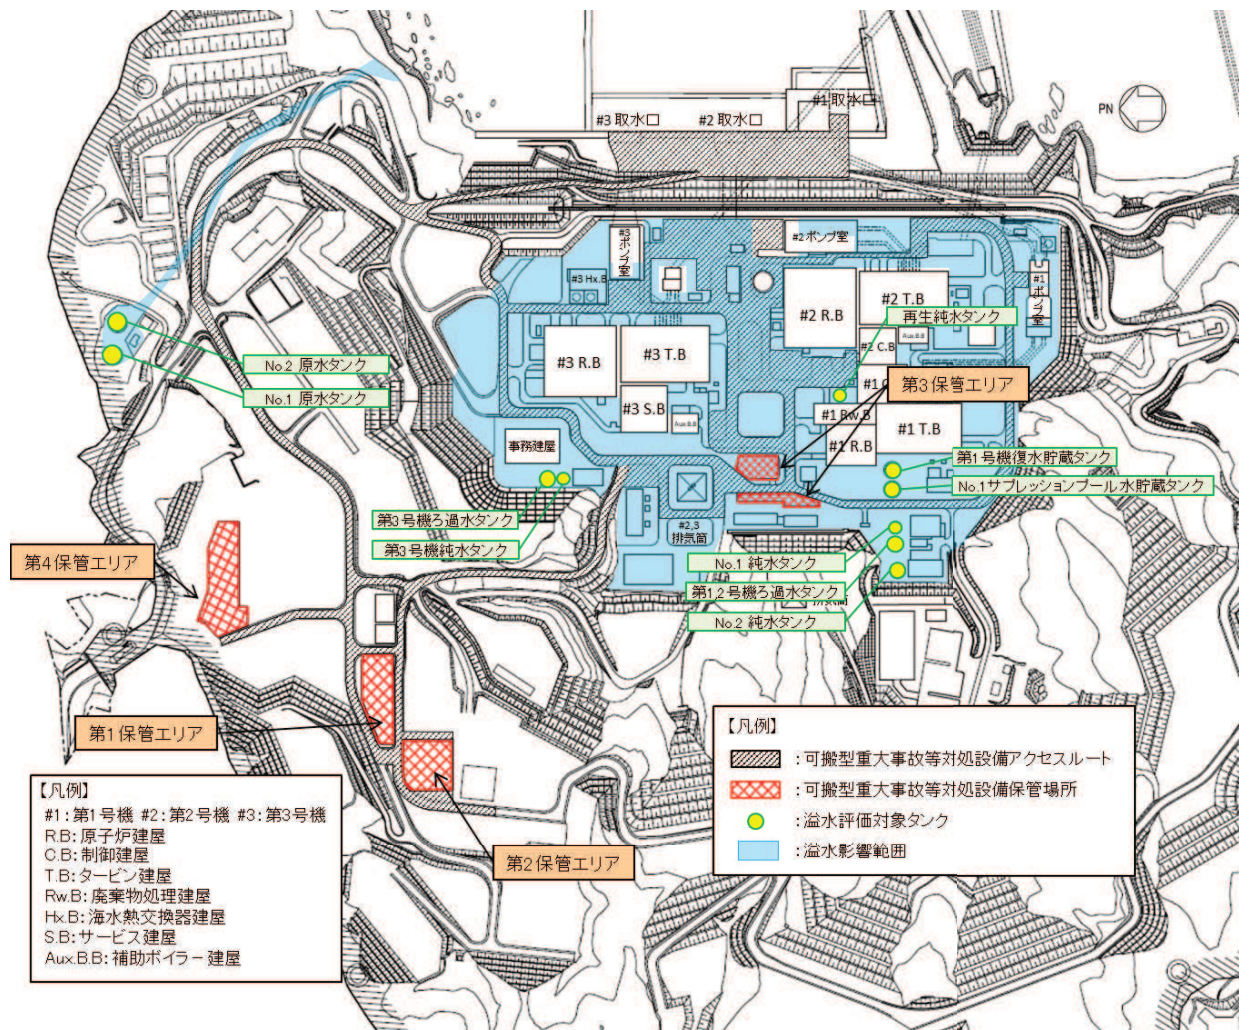 #1 取水口
#3 取水口
#2 取水口
PN
#3 ポンプ室
#2 ポンプ室
#1 ポンプ室
#3 Hx.B
#2 R.B
#2 T.B
再生純水タンク
#2 C.B
Aux.B.B
#3 R.B
#3 T.B
No.2 原水タンク
No.1 原水タンク
#1 C
第3保管エリア
#3 S.B
Aux.B.B
#1 Rw.B
#1 R.B
#1 T.B
事務建屋
第1号機復水貯蔵タンク
No.1サプレッションプール水貯蔵タンク
第3号機ろ過水タンク
第3号機純水タンク
#2,3
排気筒
No.1 純水タンク
第1,2号機ろ過水タンク
排気筒
No.2 純水タンク
第4保管エリア
第1保管エリア
第2保管エリア
【凡例】
:可搬型重大事故等対処設備アクセスルート
:可搬型重大事故等対処設備保管場所
:溢水評価対象タンク
:溢水影響範囲
【凡例】
#1:第1号機 #2:第2号機 #3:第3号機
R.B:原子炉建屋
C.B:制御建屋
T.B:タービン建屋
Rw.B:廃棄物処理建屋
Hx.B:海水熱交換器建屋
S.B:サービス建屋
Aux.B.B:補助ボイラー建屋